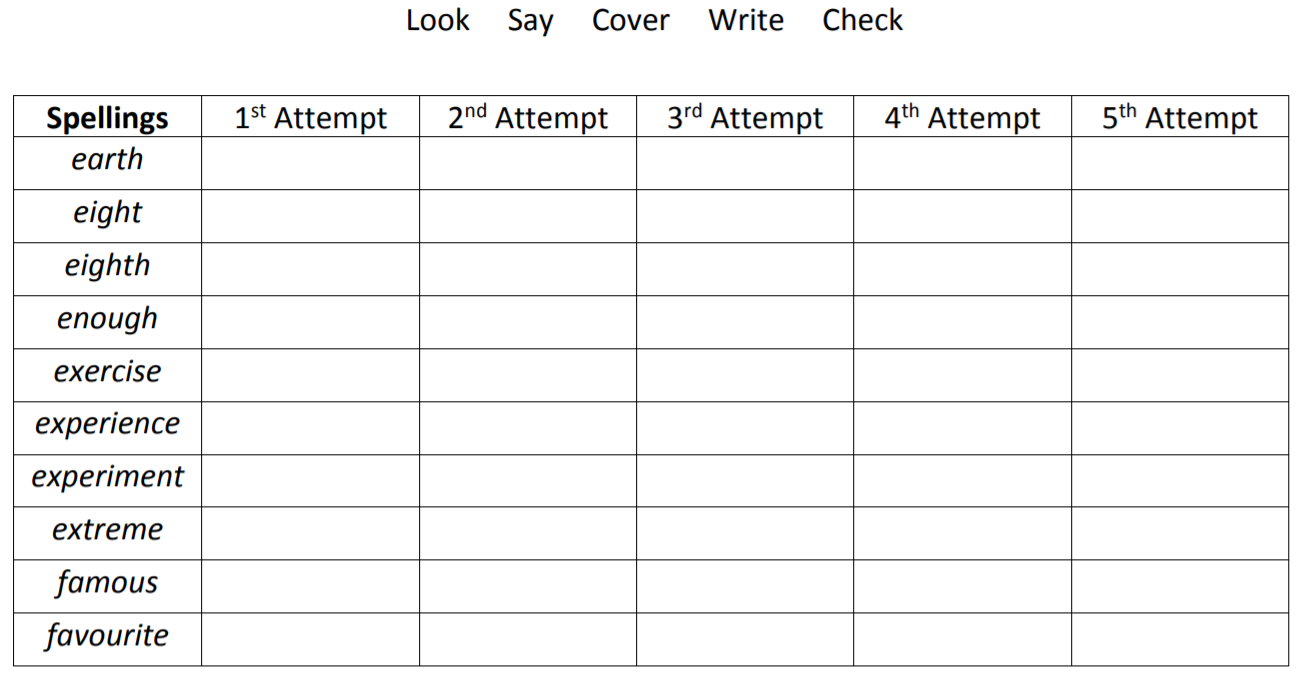 Look Say Cover Write Check
Spellings 1st Attempt 2nd Attempt 3rd Attempt 4th Attempt 5th Attempt
earth
eight
eighth
enough
exercise
experience
experiment
extreme
famous
favourite